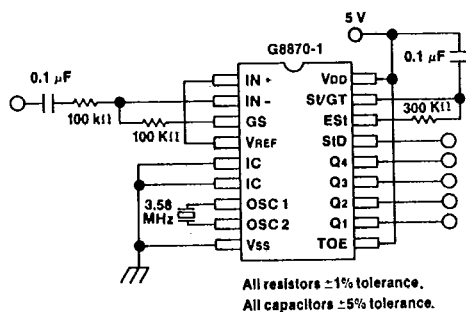 5 V
G8870-1
0.1 μF
0.1 μF
100 kΩ
100 KΩ
300 KΩ
IN +
IN -
GS
VREF
IC
IC
OSC 1
OSC 2
VSS
3.58
MHz
VDD
St/GT
ESt
StD
Q4
Q3
Q2
Q1
TOE
All resistors ±1% tolerance.
All capacitors ±5% tolerance.